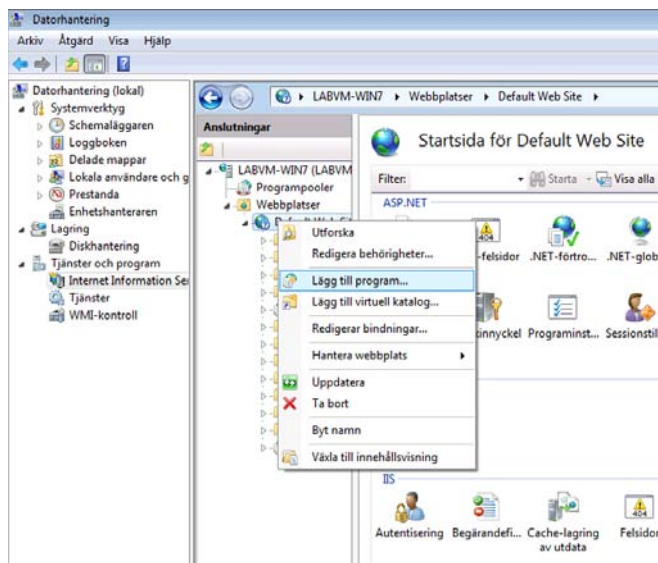 Datorhantering
Arkiv Åtgärd Visa Hjälp
Datorhantering (lokal)
Systemverktyg
Schemaläggaren
Loggboken
Delade mappar
Lokala användare och g
Prestanda
Enhetshanteraren
Lagring
Diskhantering
Tjänster och program
Internet Information Se
Tjänster
WMI-kontroll
LABVM-WIN7 Webbplatser Default Web Site
Anslutningar
LABVM-WIN7 (LABVM
Programpooler
Webbplatser
Utforska
Redigera behörigheter...
Lägg till program...
Lägg till virtuell katalog...
Redigerar bindningar...
Hantera webbplats
Uppdatera
Ta bort
Byt namn
Växla till innehållsvisning
Startsida för Default Web Site
Filter: Starta Visa alla
ASP.NET
-felsidor .NET-förtro... .NET-glob
innyckel Programinst... Sessionstill
IIS
Autentisering Begärandefi... Cache-lagring av utdata Felsidor